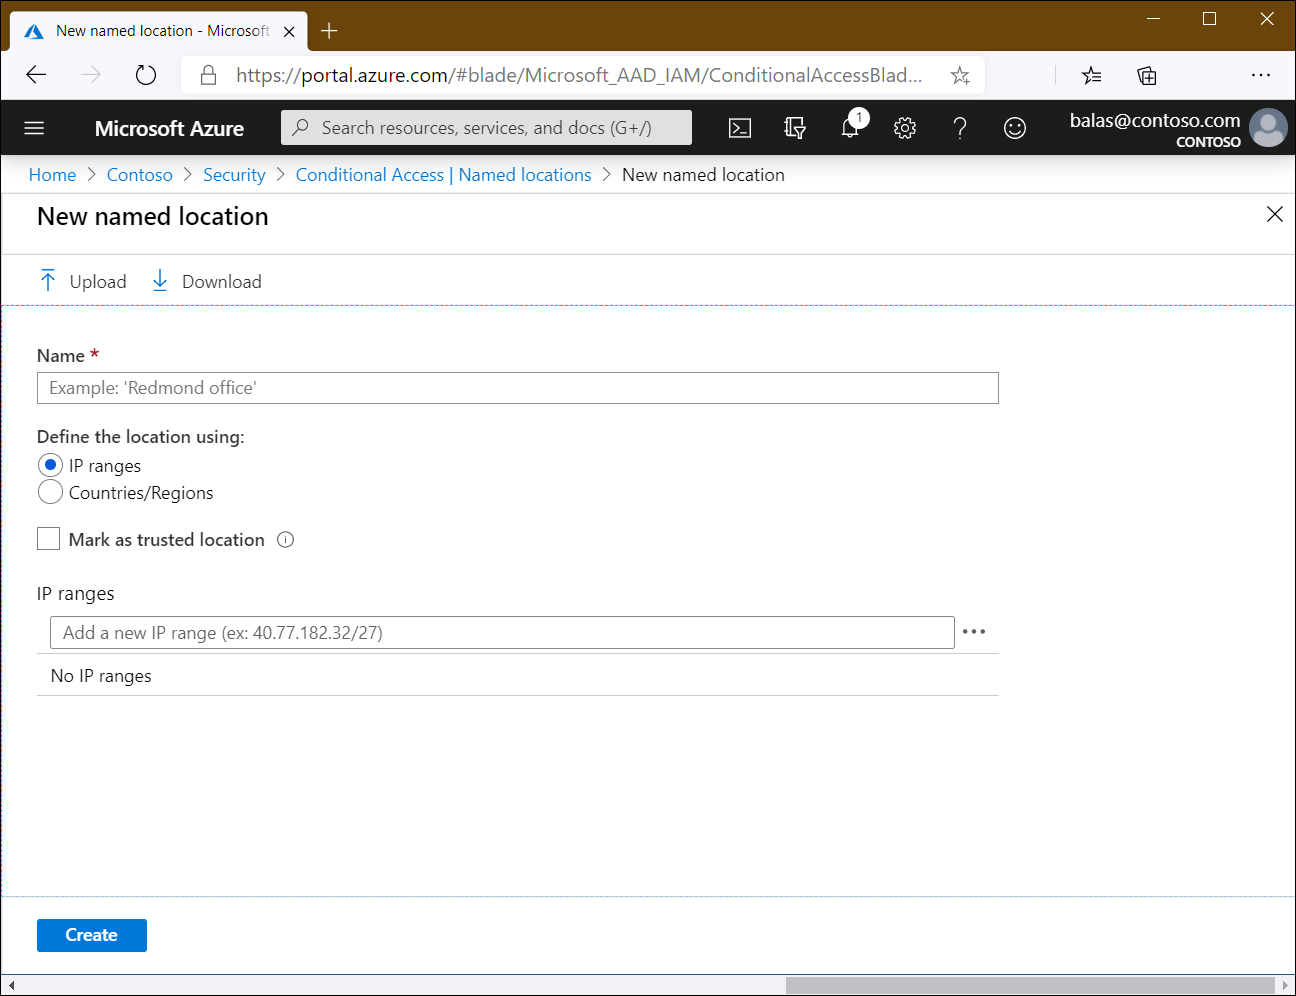 New named location - Microsoft
https://portal.azure.com/#blade/Microsoft_AAD_IAM/ConditionalAccessBlad...
Microsoft Azure
Search resources, services, and docs (G+/)
1
balas@contoso.com
CONTOSO
Home > Contoso > Security > Conditional Access | Named locations > New named location
New named location
Upload
Download
Name *
Example: 'Redmond office'
Define the location using:
IP ranges
Countries/Regions
Mark as trusted location
IP ranges
Add a new IP range (ex: 40.77.182.32/27)
No IP ranges
Create